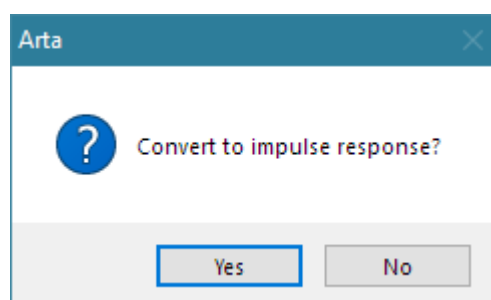 Arta
?
Convert to impulse response?
Yes
No